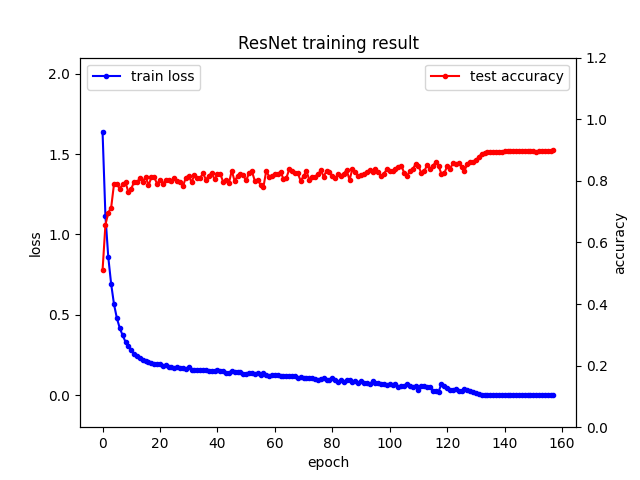 ResNet training result
train loss
test accuracy
2.0
1.5
1.0
0.5
0.0
loss
1.2
1.0
0.8
0.6
0.4
0.2
0.0
accuracy
0 20 40 60 80 100 120 140 160
epoch